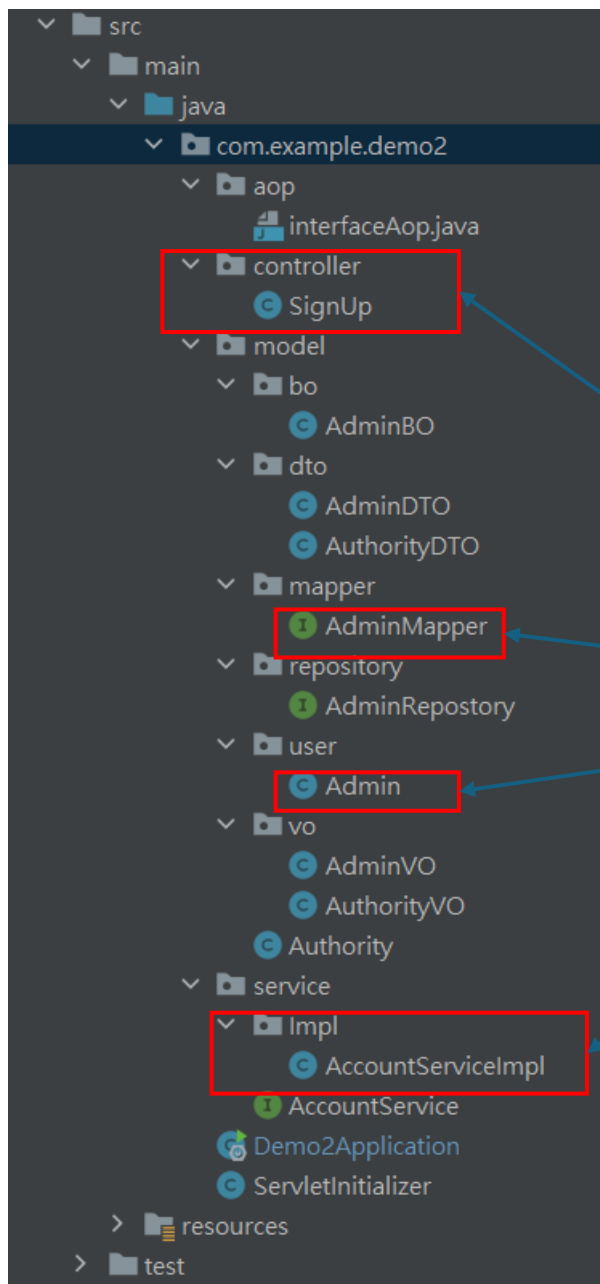 src
main
java
com.example.demo2
aop
interfaceAop.java
controller
SignUp
model
bo
AdminBO
dto
AdminDTO
AuthorityDTO
mapper
AdminMapper
repository
AdminRepostory
user
Admin
vo
AdminVO
AuthorityVO
Authority
service
Impl
AccountServiceImpl
AccountService
Demo2Application
ServletInitializer
resources
test